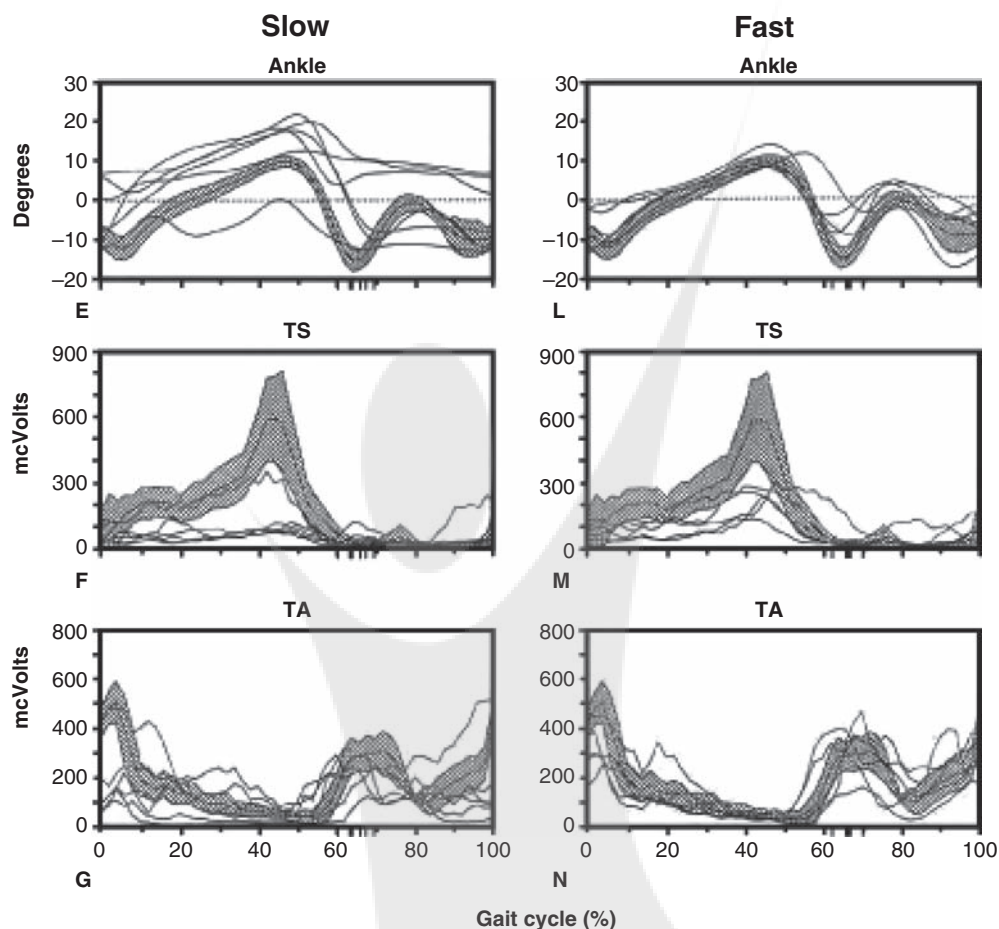 Slow Fast
Ankle Ankle
30 30
20 20
10 10
0 0
–10 –10
–20 –20
Degrees
E L
TS TS
900 900
600 600
300 300
0 0
mcVolts
F M
TA TA
800 800
600 600
400 400
200 200
0 0
mcVolts
0 20 40 60 80 100 0 20 40 60 80 100
G N
Gait cycle (%)